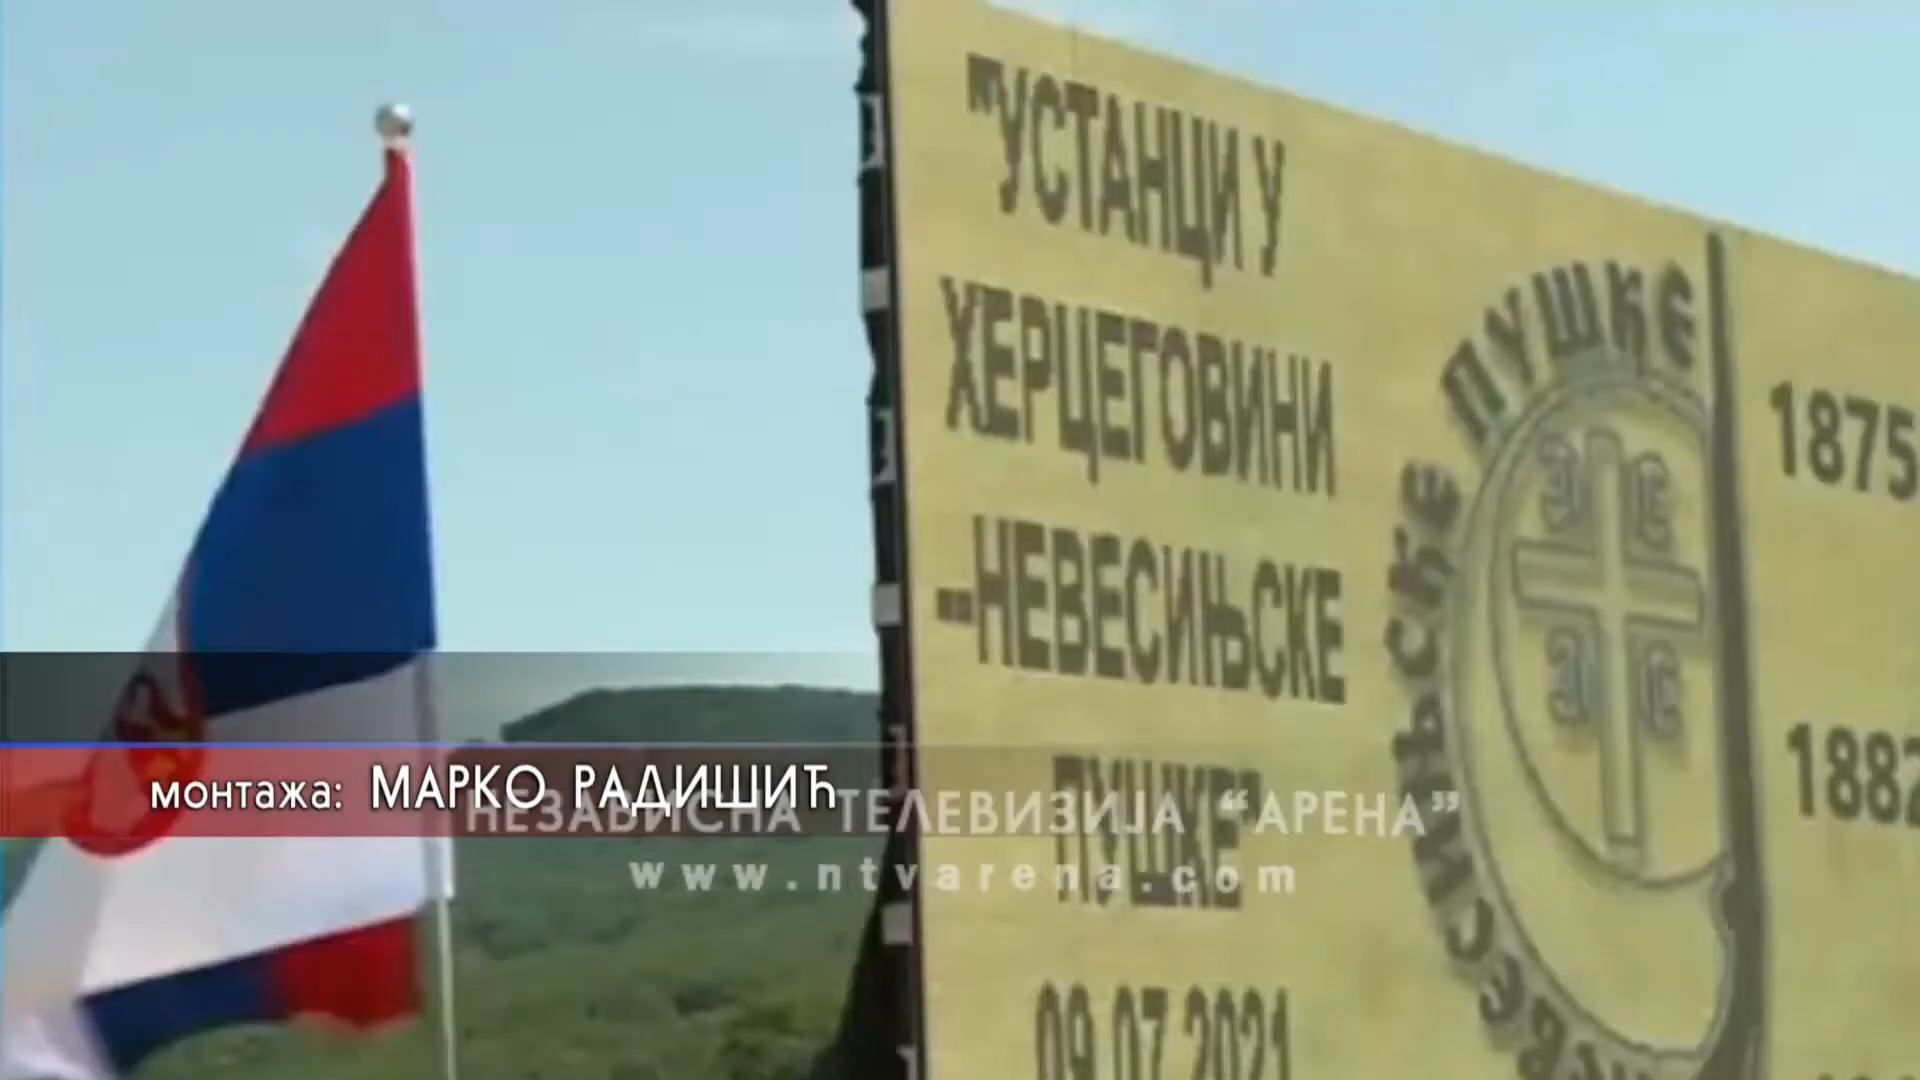 "УСТАНЦИ У
ХЕРЦЕГОВИНИ
-НЕВЕСИЊСКЕ
ПУШКЕ"
09.07.2021
ПУШКЕ
1875
1882
монтажа: МАРКО РАДИШИЋ
НЕЗАВИСНА ТЕЛЕВИЗИЈА “АРЕНА”
www.ntvarena.com